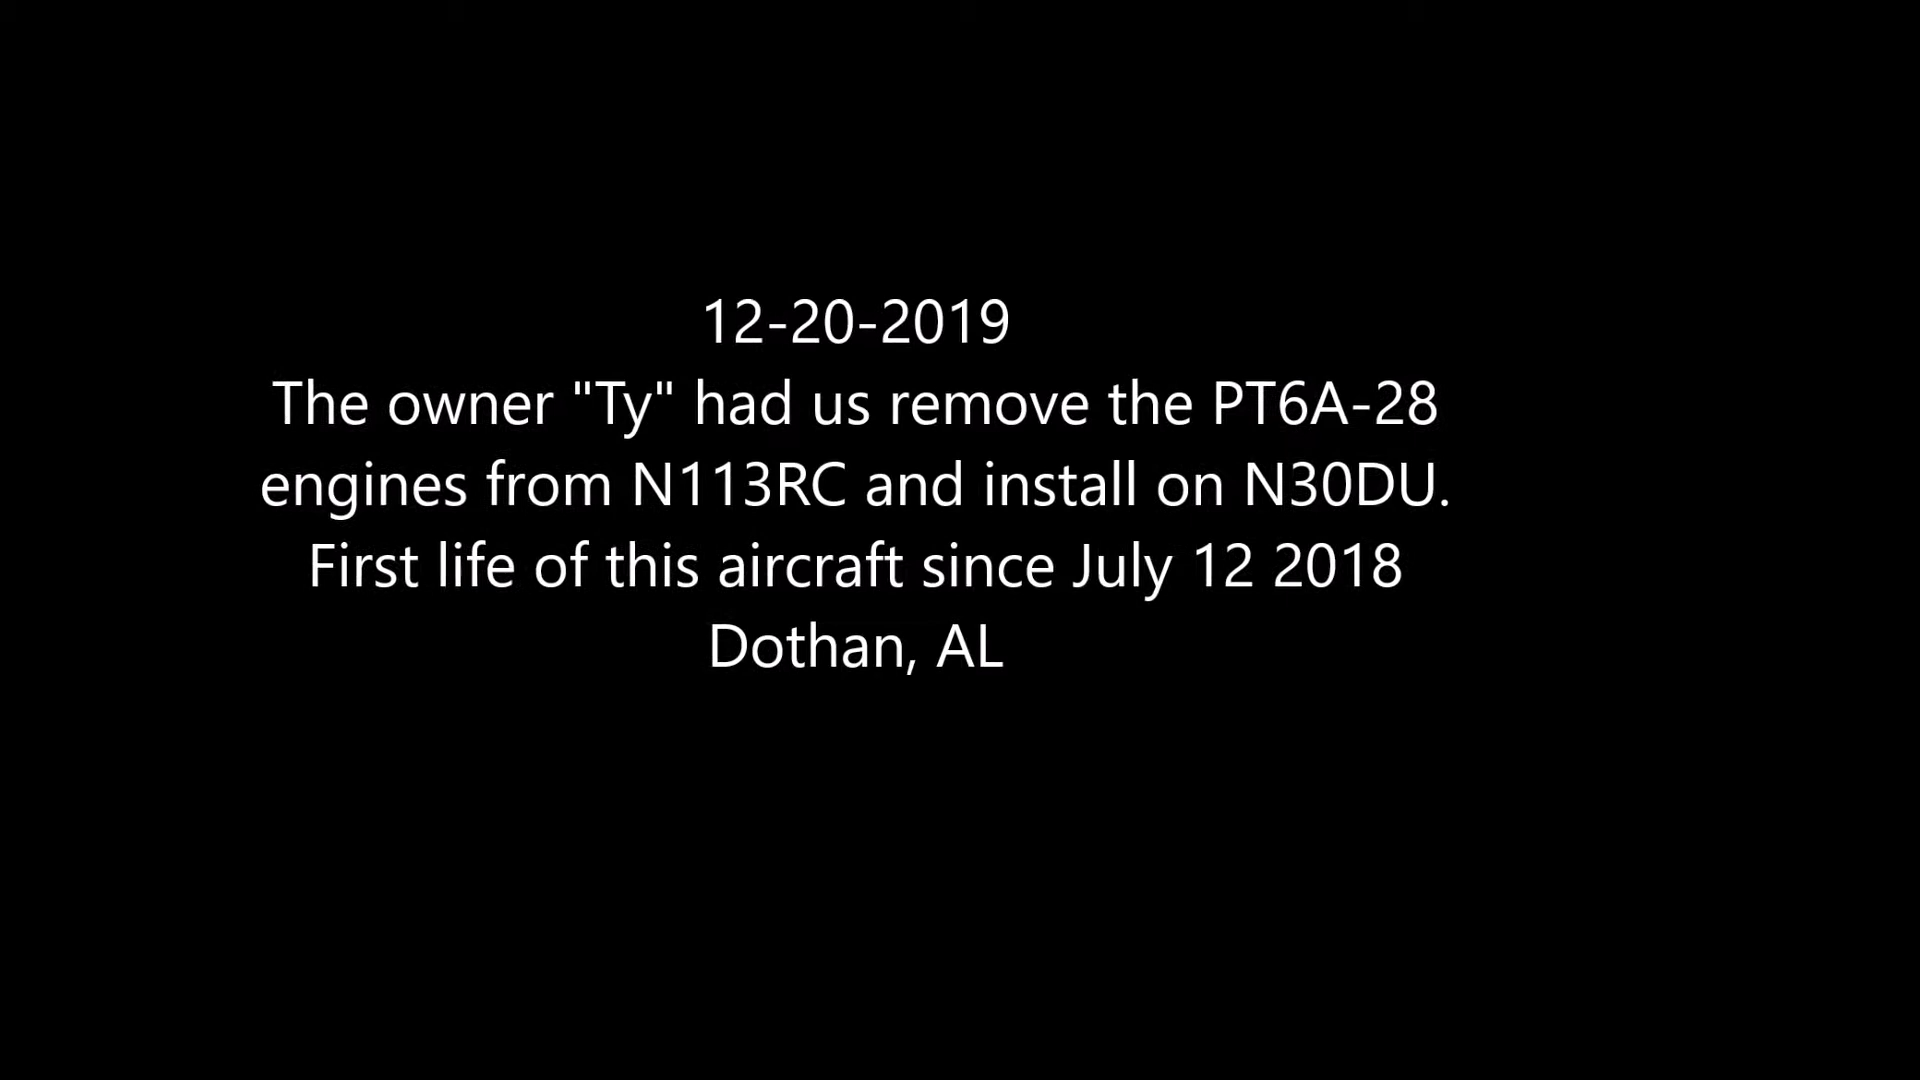 12-20-2019
The owner "Ty" had us remove the PT6A-28
engines from N113RC and install on N30DU.
First life of this aircraft since July 12 2018
Dothan, AL